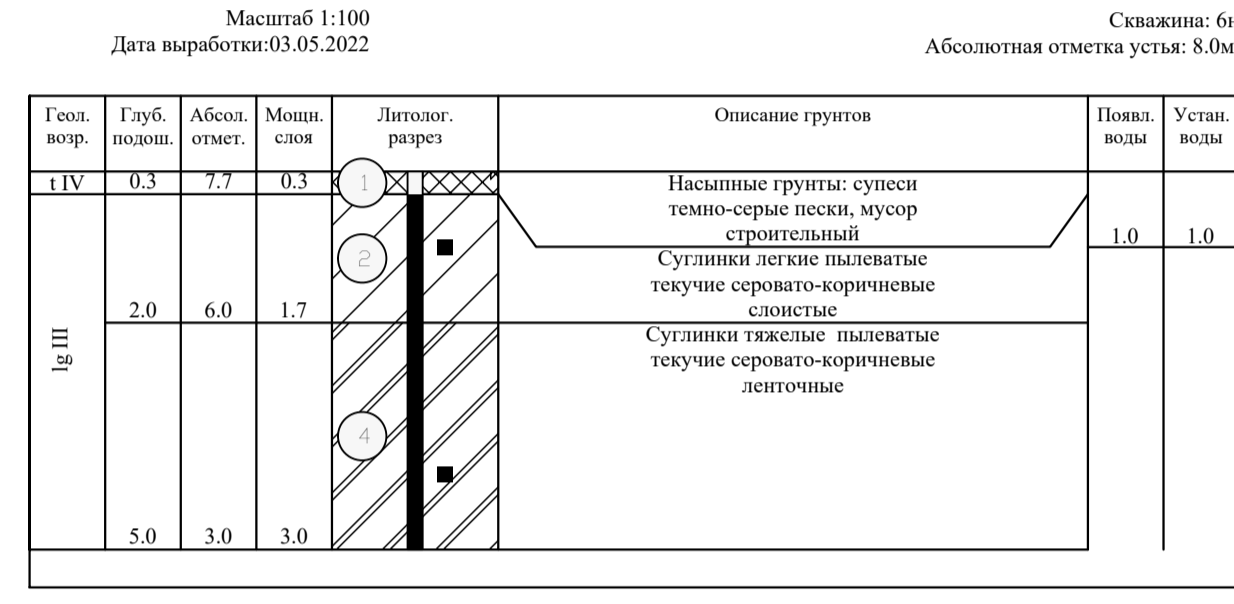 Масштаб 1:100
Дата выработки:03.05.2022
Скважина: 6н
Абсолютная отметка устья: 8.0м
Геол. возр.
Глуб. подош.
Абсол. отмет.
Мощн. слоя
Литолог. разрез
Описание грунтов
Появл. воды
Устан. воды
t IV
0.3
7.7
0.3
1
Насыпные грунты: супеси
темно-серые пески, мусор
строительный
1.0
1.0
lg III
2.0
6.0
1.7
2
Суглинки легкие пылеватые
текучие серовато-коричневые
слоистые
5.0
3.0
3.0
4
Суглинки тяжелые пылеватые
текучие серовато-коричневые
ленточные